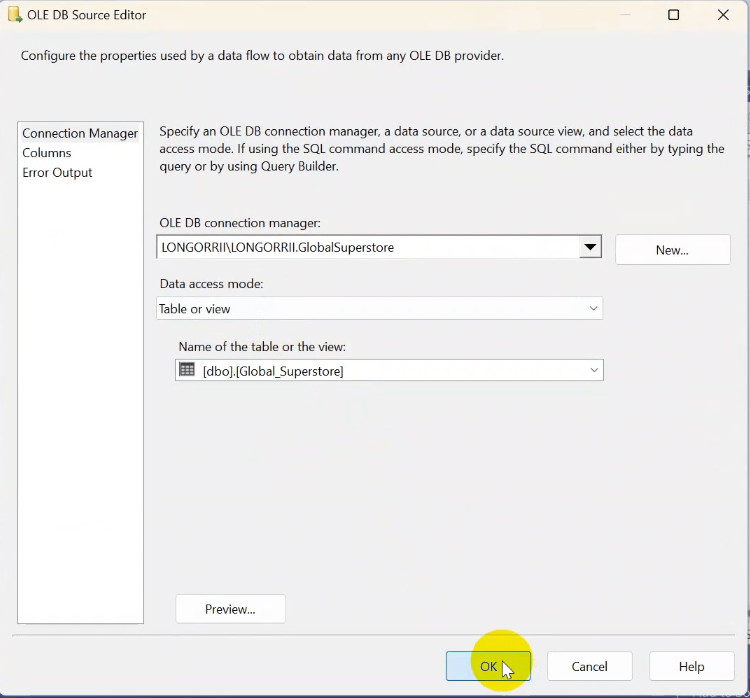 OLE DB Source Editor
Configure the properties used by a data flow to obtain data from any OLE DB provider.
Connection Manager
Columns
Error Output
Specify an OLE DB connection manager, a data source, or a data source view, and select the data
access mode. If using the SQL command access mode, specify the SQL command either by typing the
query or by using Query Builder.
OLE DB connection manager:
LONGORRII\LONGORRII.GlobalSuperstore
New...
Data access mode:
Table or view
Name of the table or the view:
[dbo].[Global_Superstore]
Preview...
OK
Cancel
Help